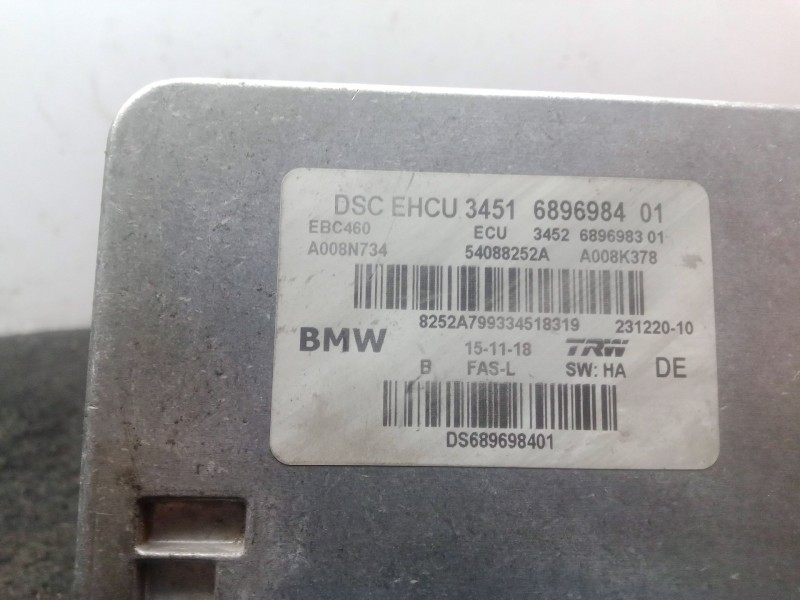 DSC EHCU 3451 6896984 01
EBC460 ECU 3452 6896983 01
A008N734 54088252A A008K378
8252A799334518319 231220-10
BMW 15-11-18 TRW
B FAS-L SW: HA DE
DS689698401